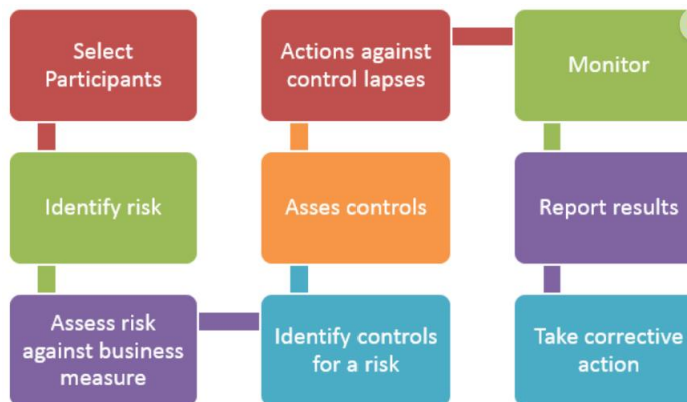 Select
Participants
Identify risk
Assess risk
against business
measure
Identify controls
for a risk
Asses controls
Actions against
control lapses
Monitor
Report results
Take corrective
action